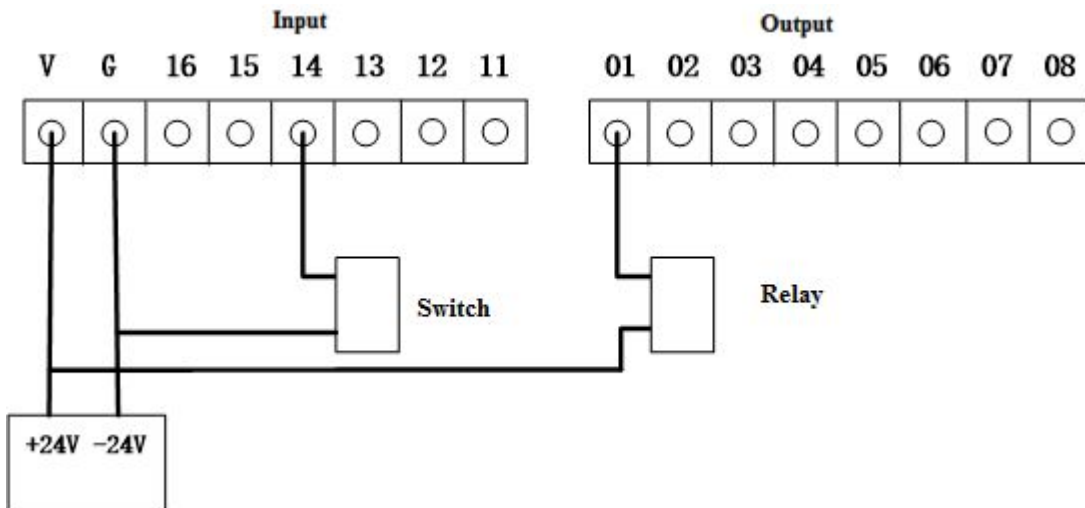 Input
Output
V G 16 15 14 13 12 11
01 02 03 04 05 06 07 08
Switch
Relay
+24V -24V